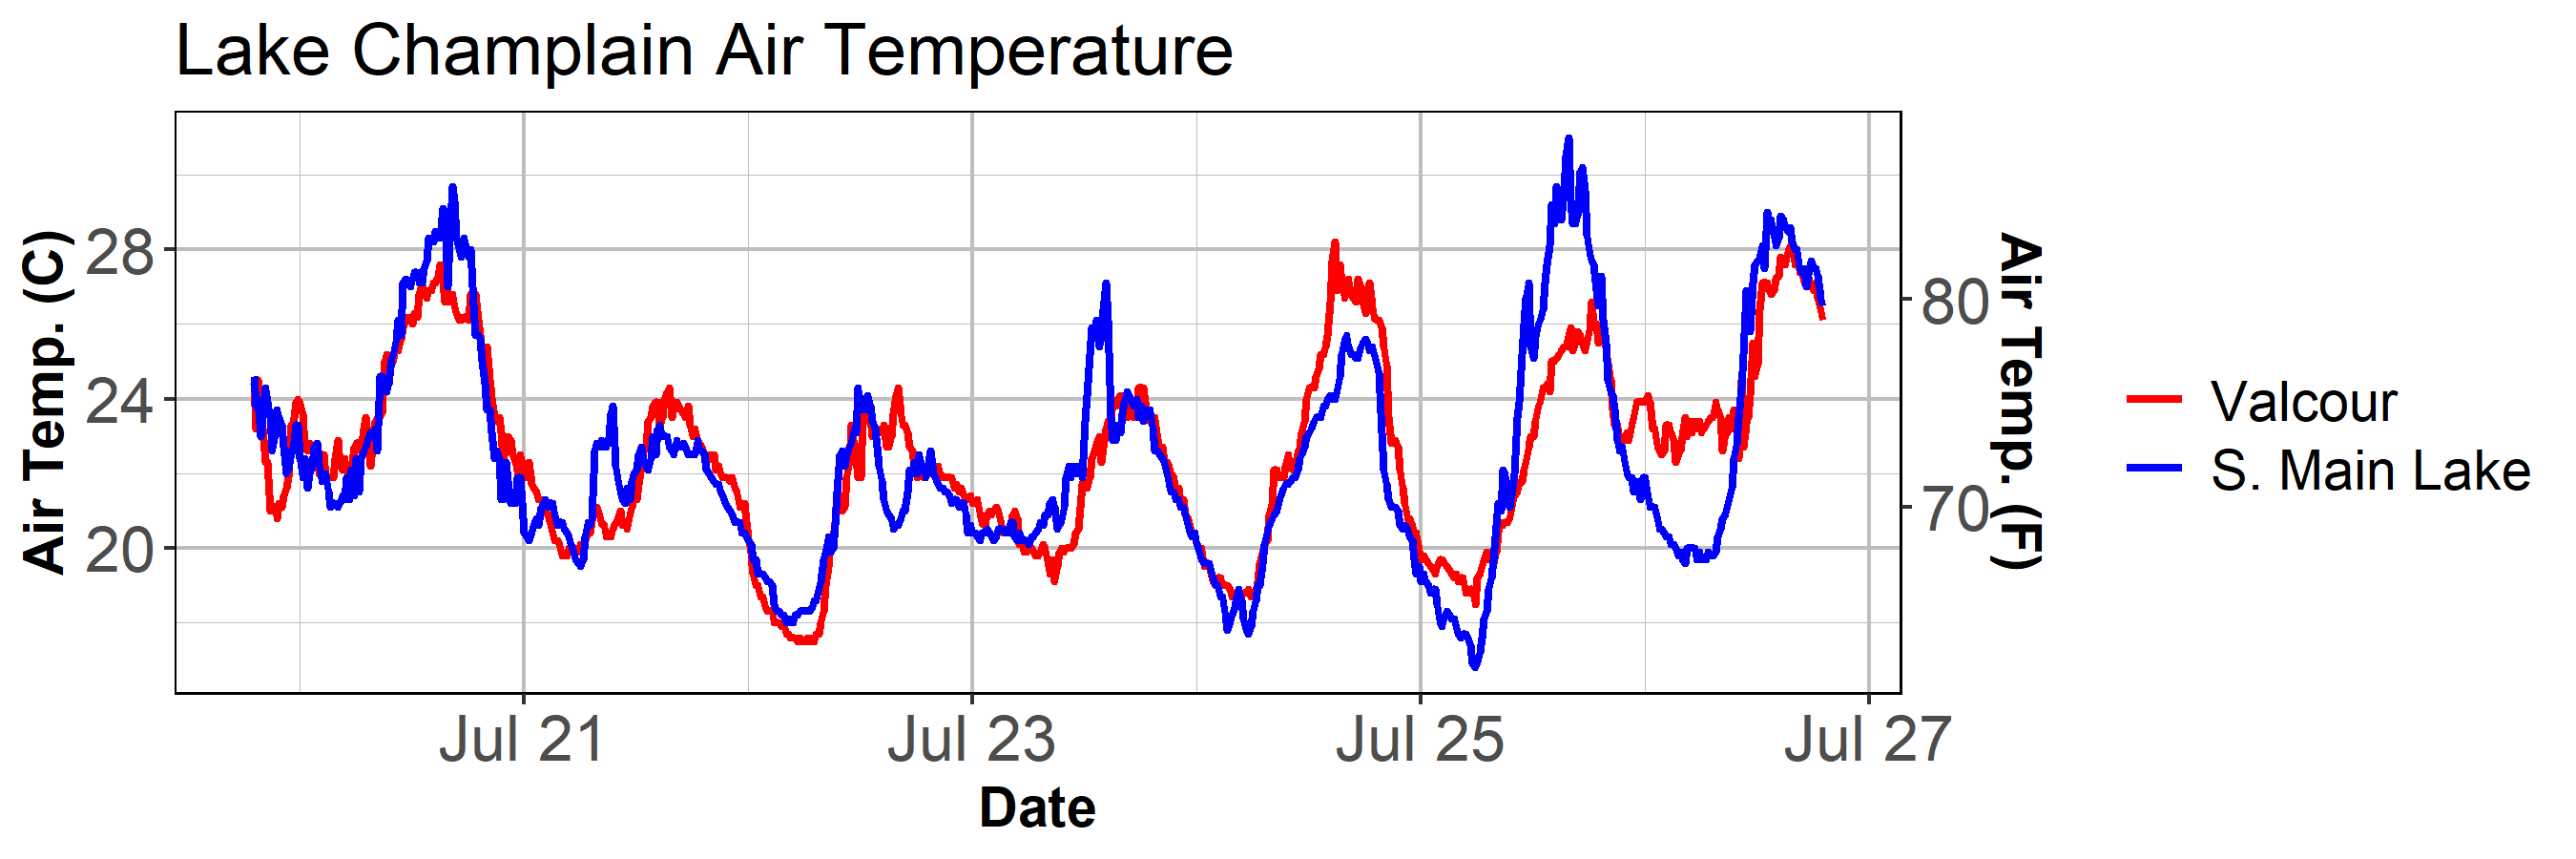 Lake Champlain Air Temperature
Air Temp. (C)
28
24
20
80
70
Air Temp. (F)
Valcour
S. Main Lake
Jul 21
Jul 23
Jul 25
Jul 27
Date